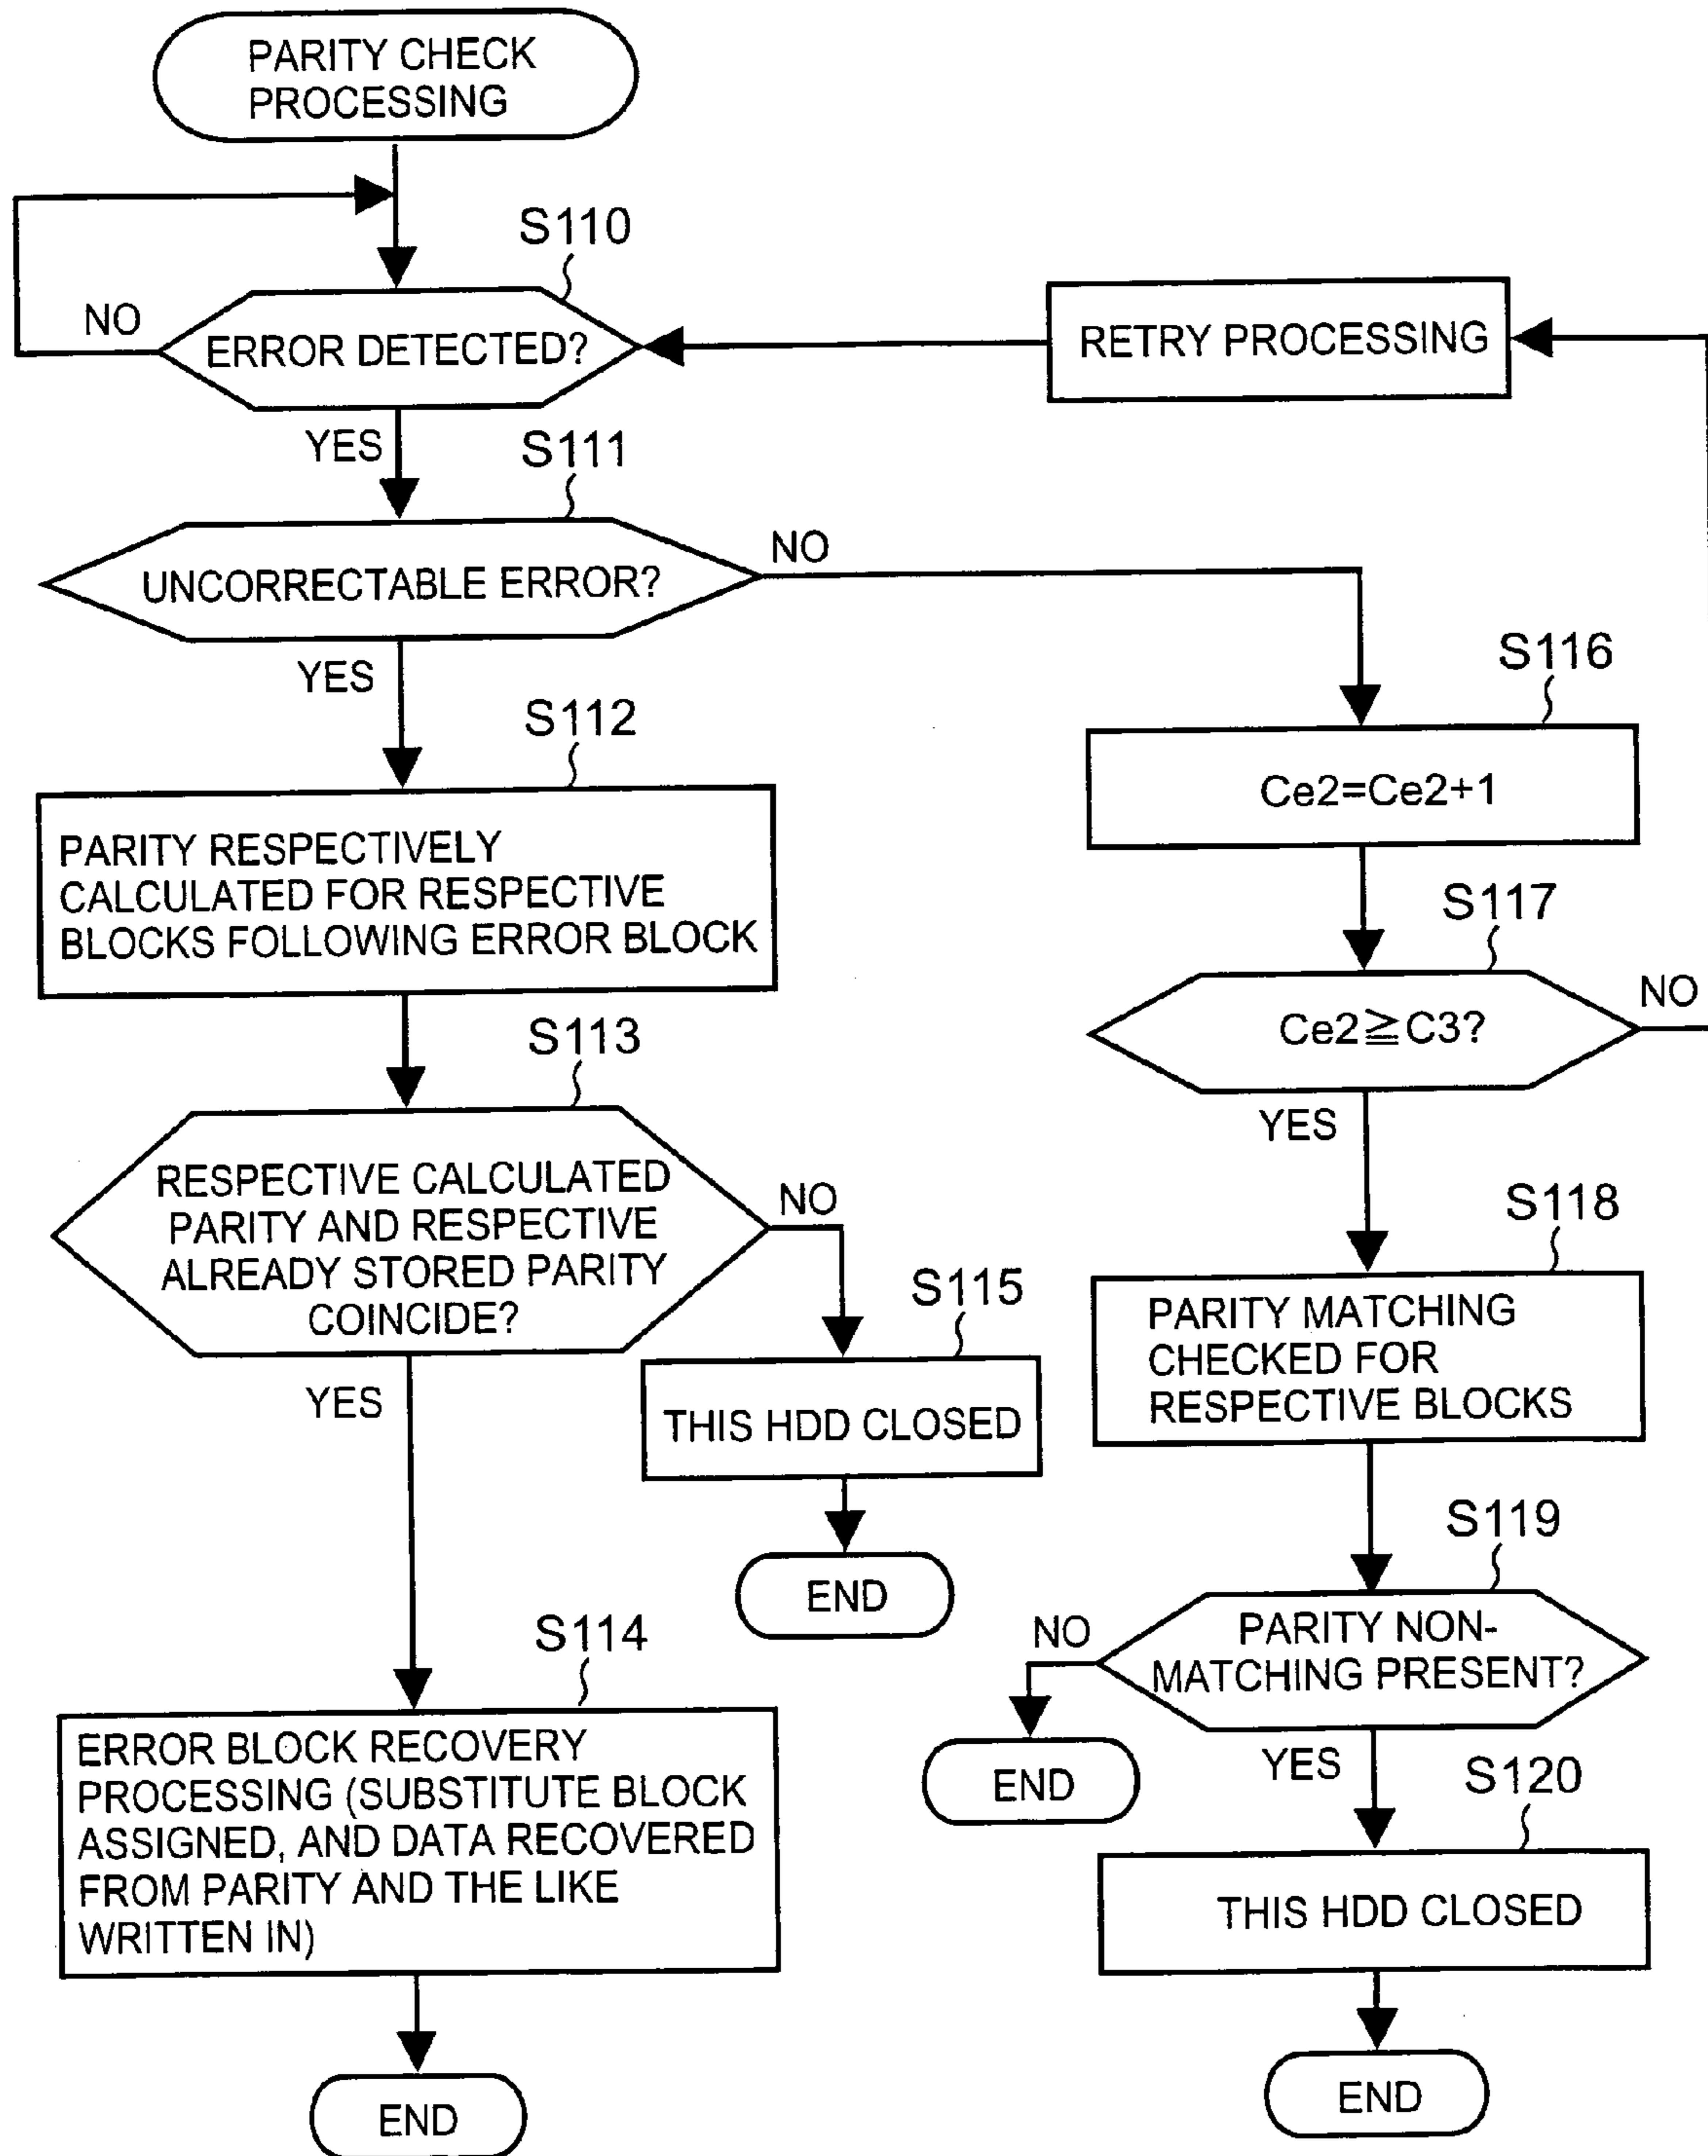 PARITY CHECK
PROCESSING
S110
NO
ERROR DETECTED?
RETRY PROCESSING
YES
S111
NO
UNCORRECTABLE ERROR?
YES
S116
S112
Ce2=Ce2+1
PARITY RESPECTIVELY
CALCULATED FOR RESPECTIVE
BLOCKS FOLLOWING ERROR BLOCK
S117
NO
Ce2≧C3?
S113
YES
RESPECTIVE CALCULATED
PARITY AND RESPECTIVE
ALREADY STORED PARITY
COINCIDE?
NO
S118
S115
PARITY MATCHING
CHECKED FOR
RESPECTIVE BLOCKS
YES
THIS HDD CLOSED
S119
END
NO
PARITY NON-
MATCHING PRESENT?
S114
END
YES
S120
ERROR BLOCK RECOVERY
PROCESSING (SUBSTITUTE BLOCK
ASSIGNED, AND DATA RECOVERED
FROM PARITY AND THE LIKE
WRITTEN IN)
THIS HDD CLOSED
END
END